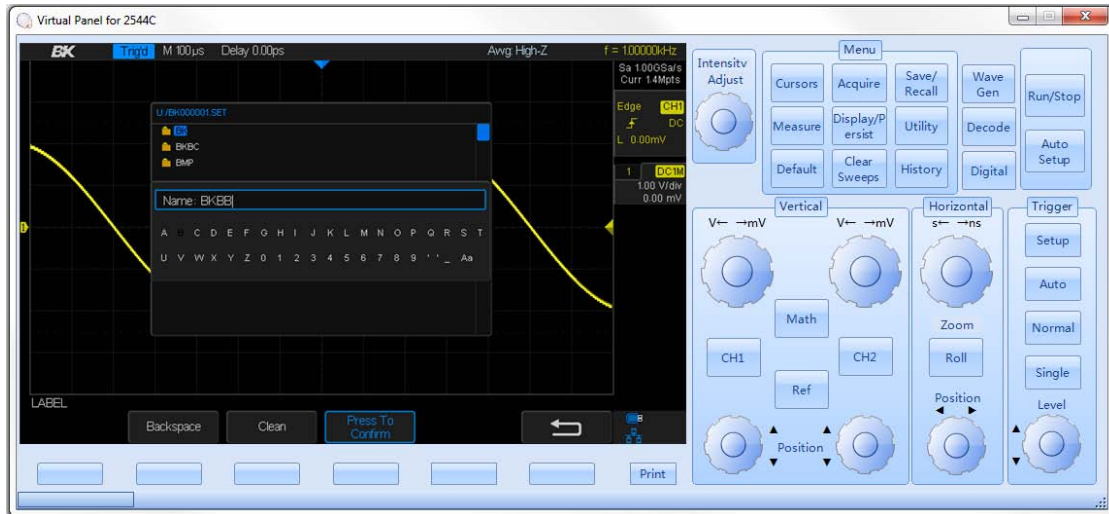 Virtual Panel for 2544C
BK Trig'd M 100µs Delay 0.00ps Awg: High-Z f = 1.00000kHz
Sa 1.00GSa/s
Curr 1.4Mpts
Edge CH1
DC
L 0.00mV
1 DC1M
1.00 V/div
0.00 mV
U:/BK000001.SET
BK
BKBC
BMP
Name: BKBB
A B C D E F G H I J K L M N O P Q R S T
U V W X Y Z 0 1 2 3 4 5 6 7 8 9 ' ' _ Aa
1
LABEL
Backspace
Clean
Press To
Confirm
Print
Intensity
Adjust
Menu
Cursors
Acquire
Save/
Recall
Wave
Gen
Measure
Display/P
ersist
Utility
Decode
Default
Clear
Sweeps
History
Digital
Run/Stop
Auto
Setup
Vertical
V← →mV
V← →mV
Math
CH1
CH2
Ref
Position
Horizontal
s← →ns
Zoom
Roll
Position
Trigger
Setup
Auto
Normal
Single
Level